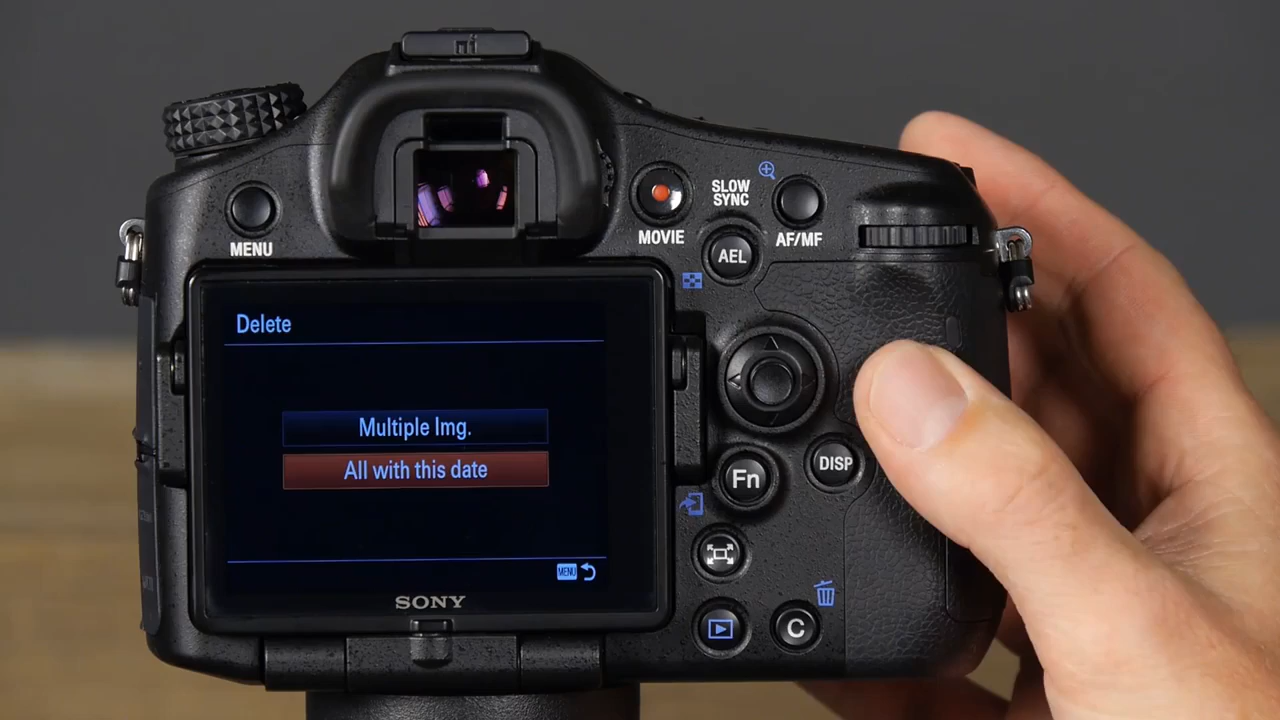 MENU
MOVIE
SLOW
SYNC
AF/MF
AEL
Delete
Multiple Img.
All with this date
MENU
SONY
Fn
DISP
C